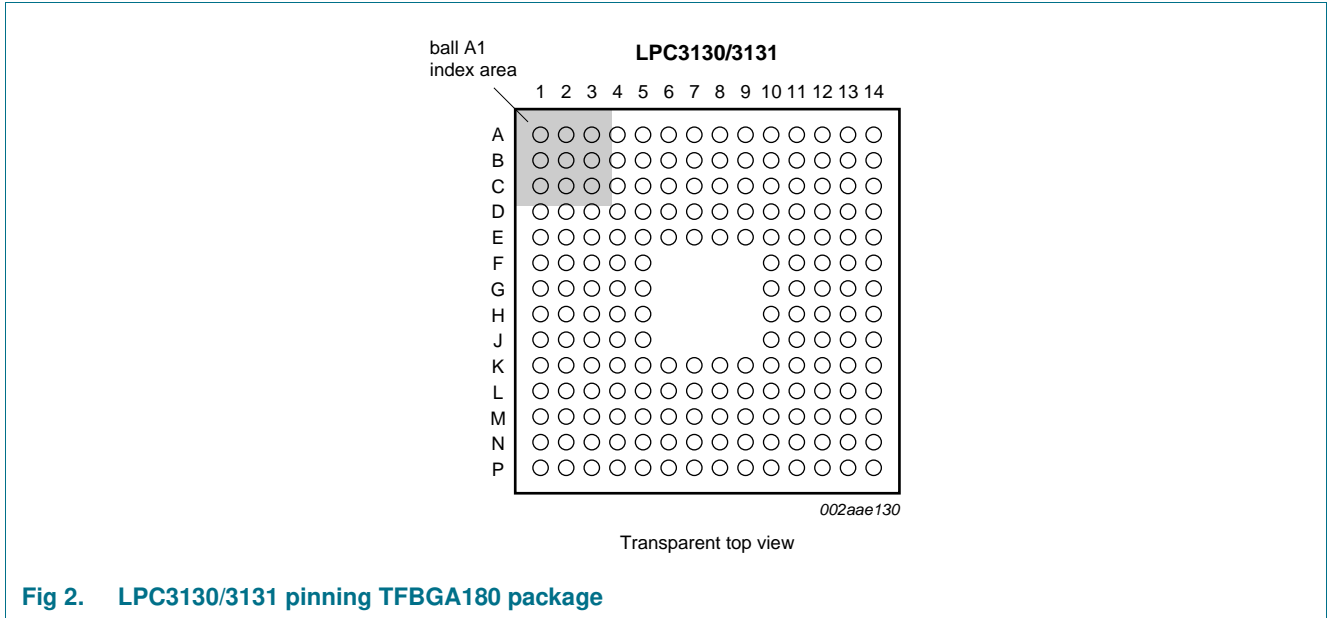 ball A1
index area
LPC3130/3131
1 2 3 4 5 6 7 8 9 10 11 12 13 14
A
B
C
D
E
F
G
H
J
K
L
M
N
P
002aae130
Transparent top view
Fig 2. LPC3130/3131 pinning TFBGA180 package